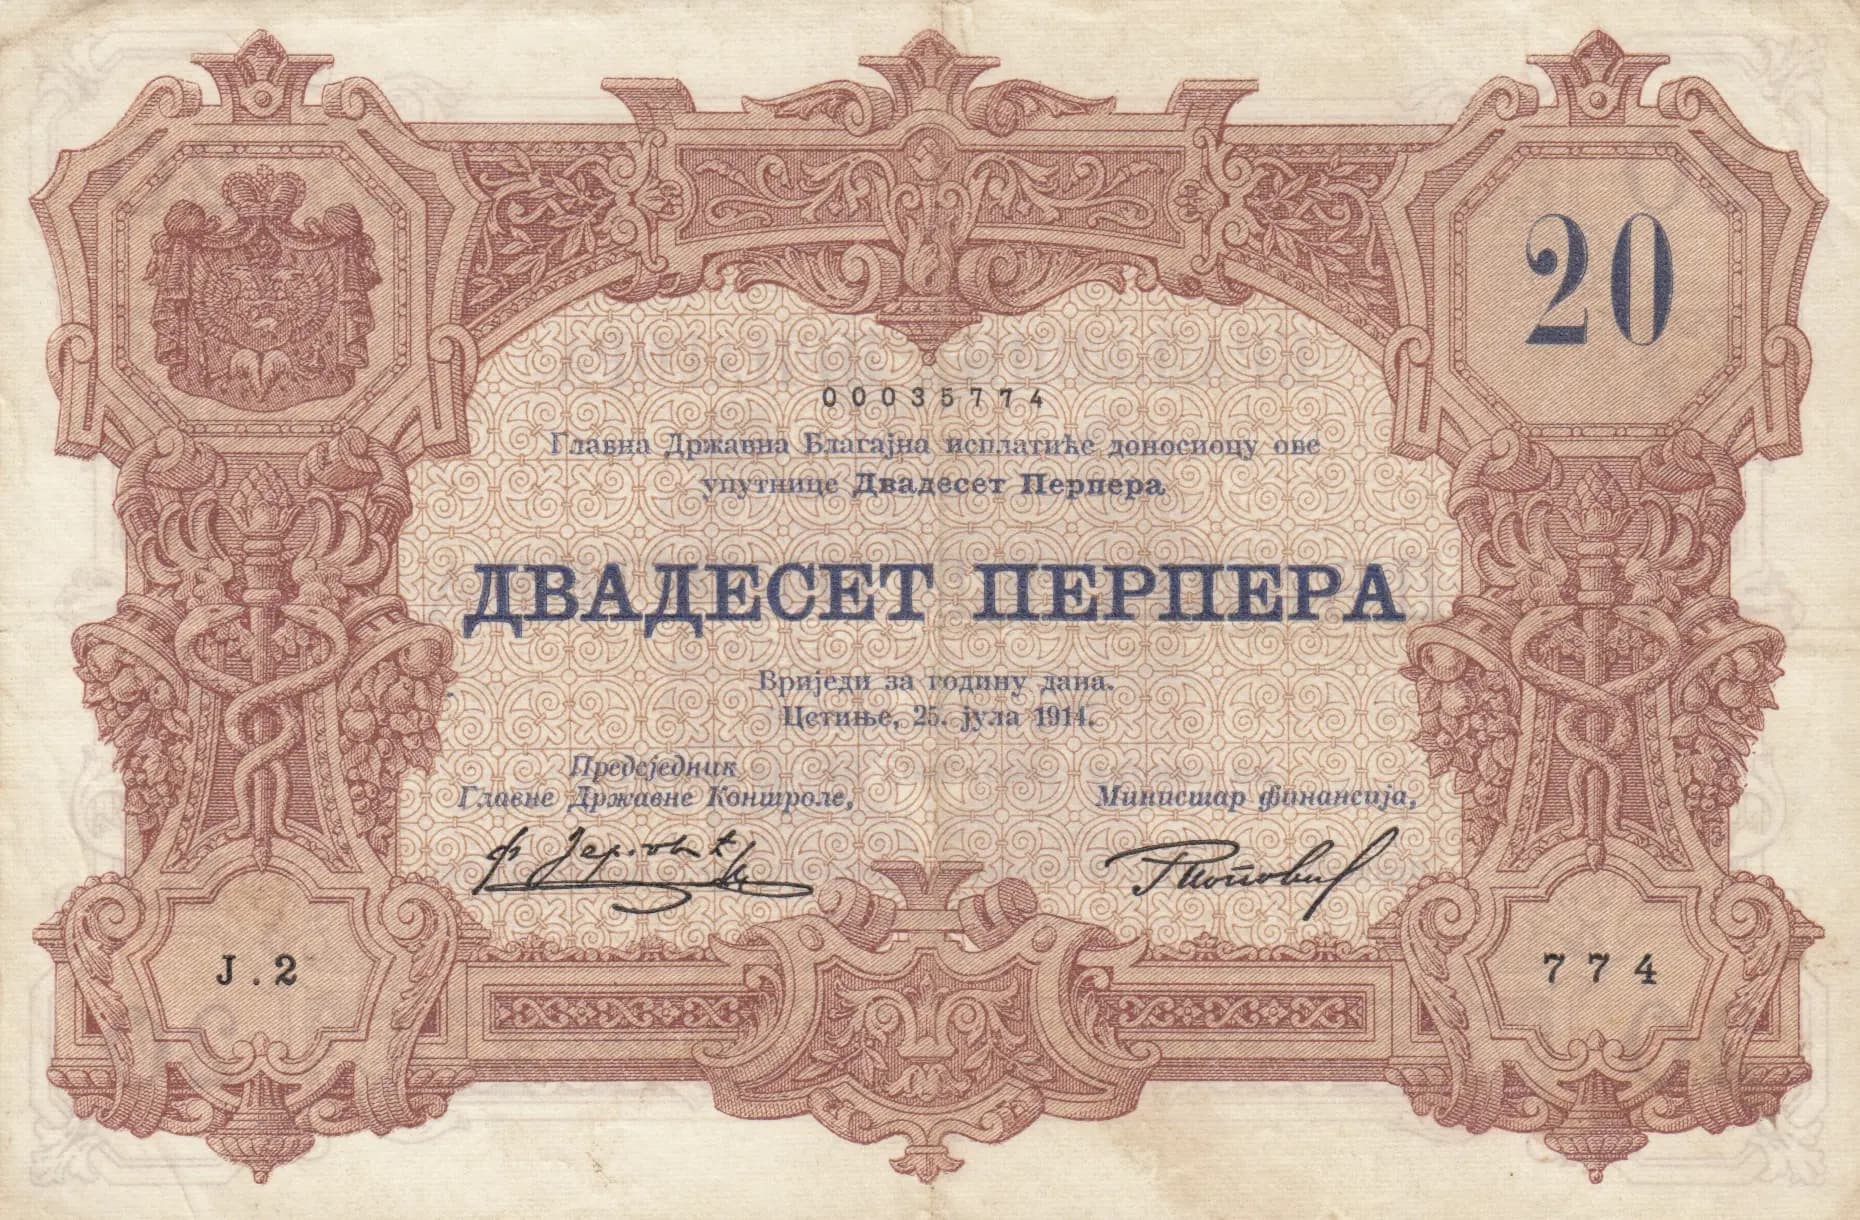 20
00035774
Главна Државна Благајна исплатиће доносиоцу ове
упутнице Двадесет Перпера
ДВАДЕСЕТ ПЕРПЕРА
Вриједи за годину дана.
Цетиње, 25. јула 1914.
Предсједник
Главне Државне Контроле,
Министар финансија,
J.2
774